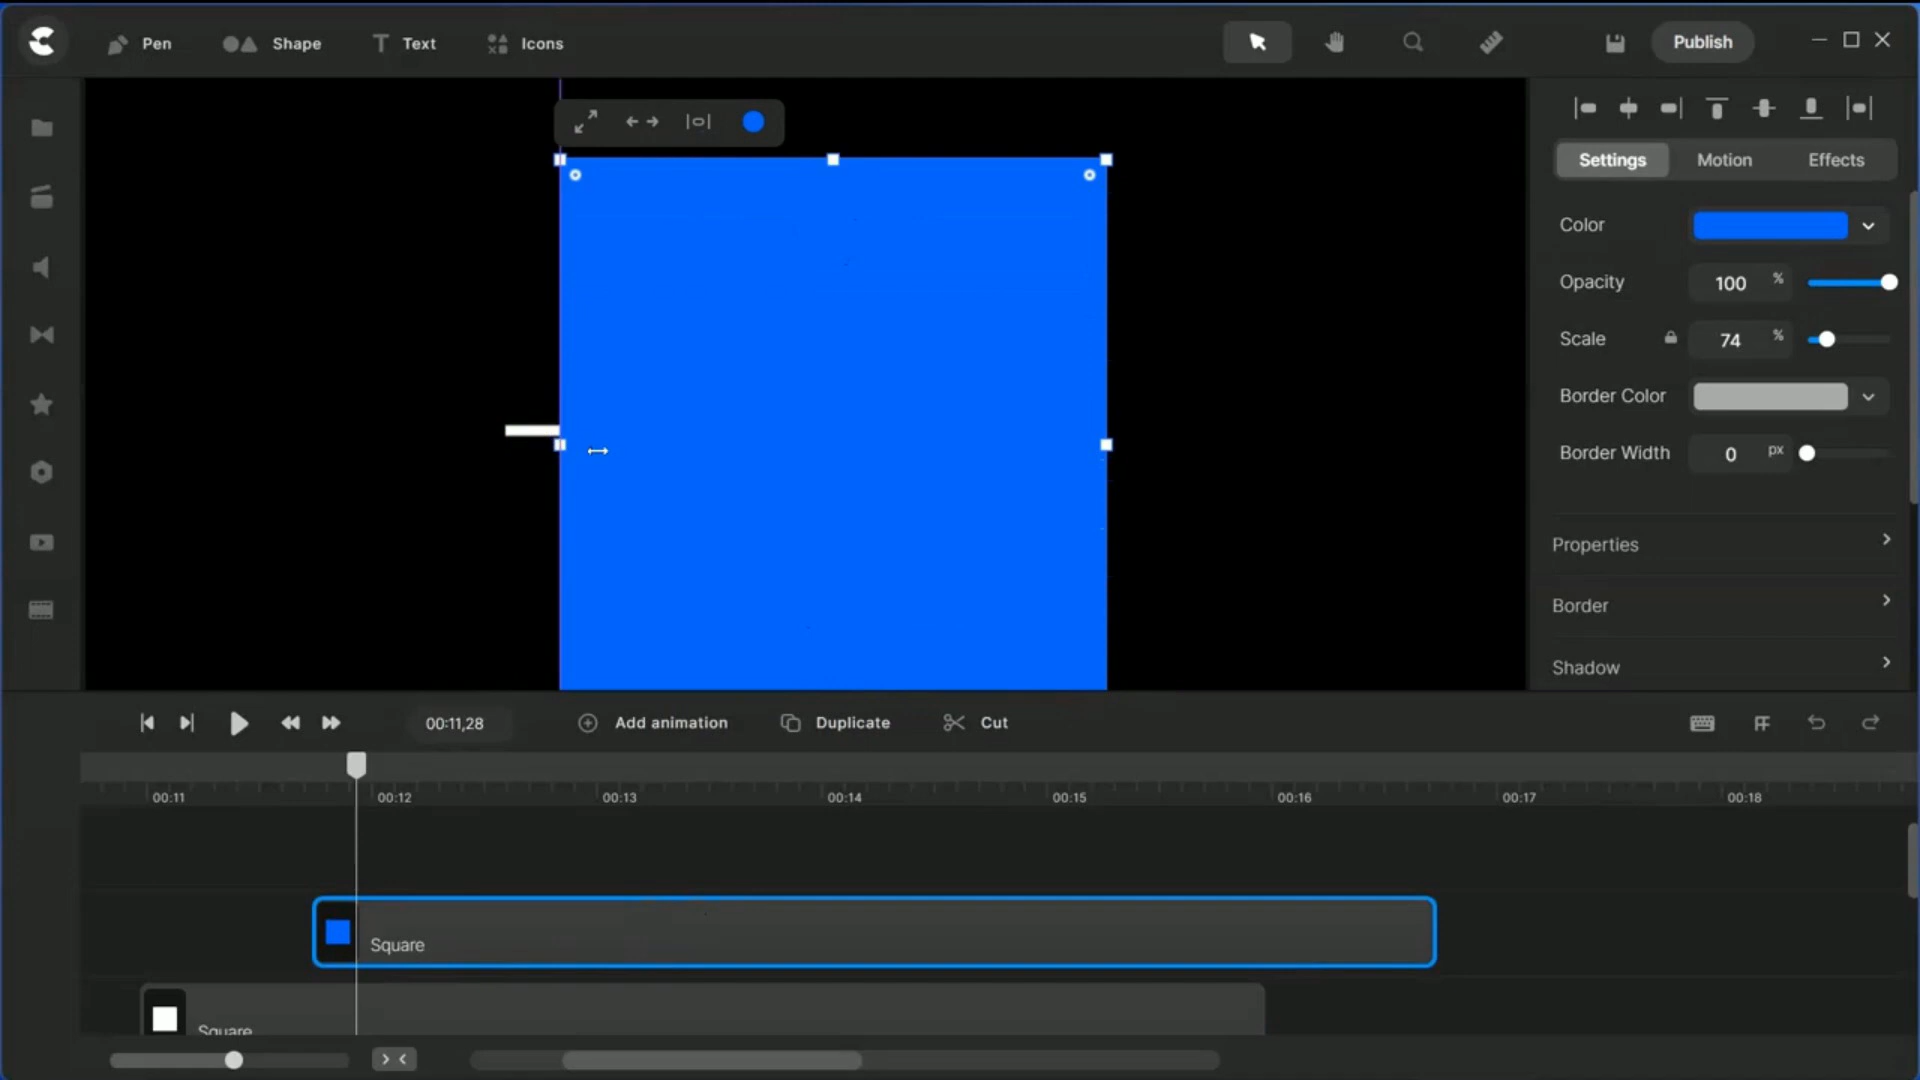 Pen Shape Text Icons Publish
Settings Motion Effects
Color
Opacity 100 %
Scale 74 %
Border Color
Border Width 0 px
Properties
Border
Shadow
00:11,28 Add animation Duplicate Cut
00:11 00:12 00:13 00:14 00:15 00:16 00:17 00:18
Square
Square